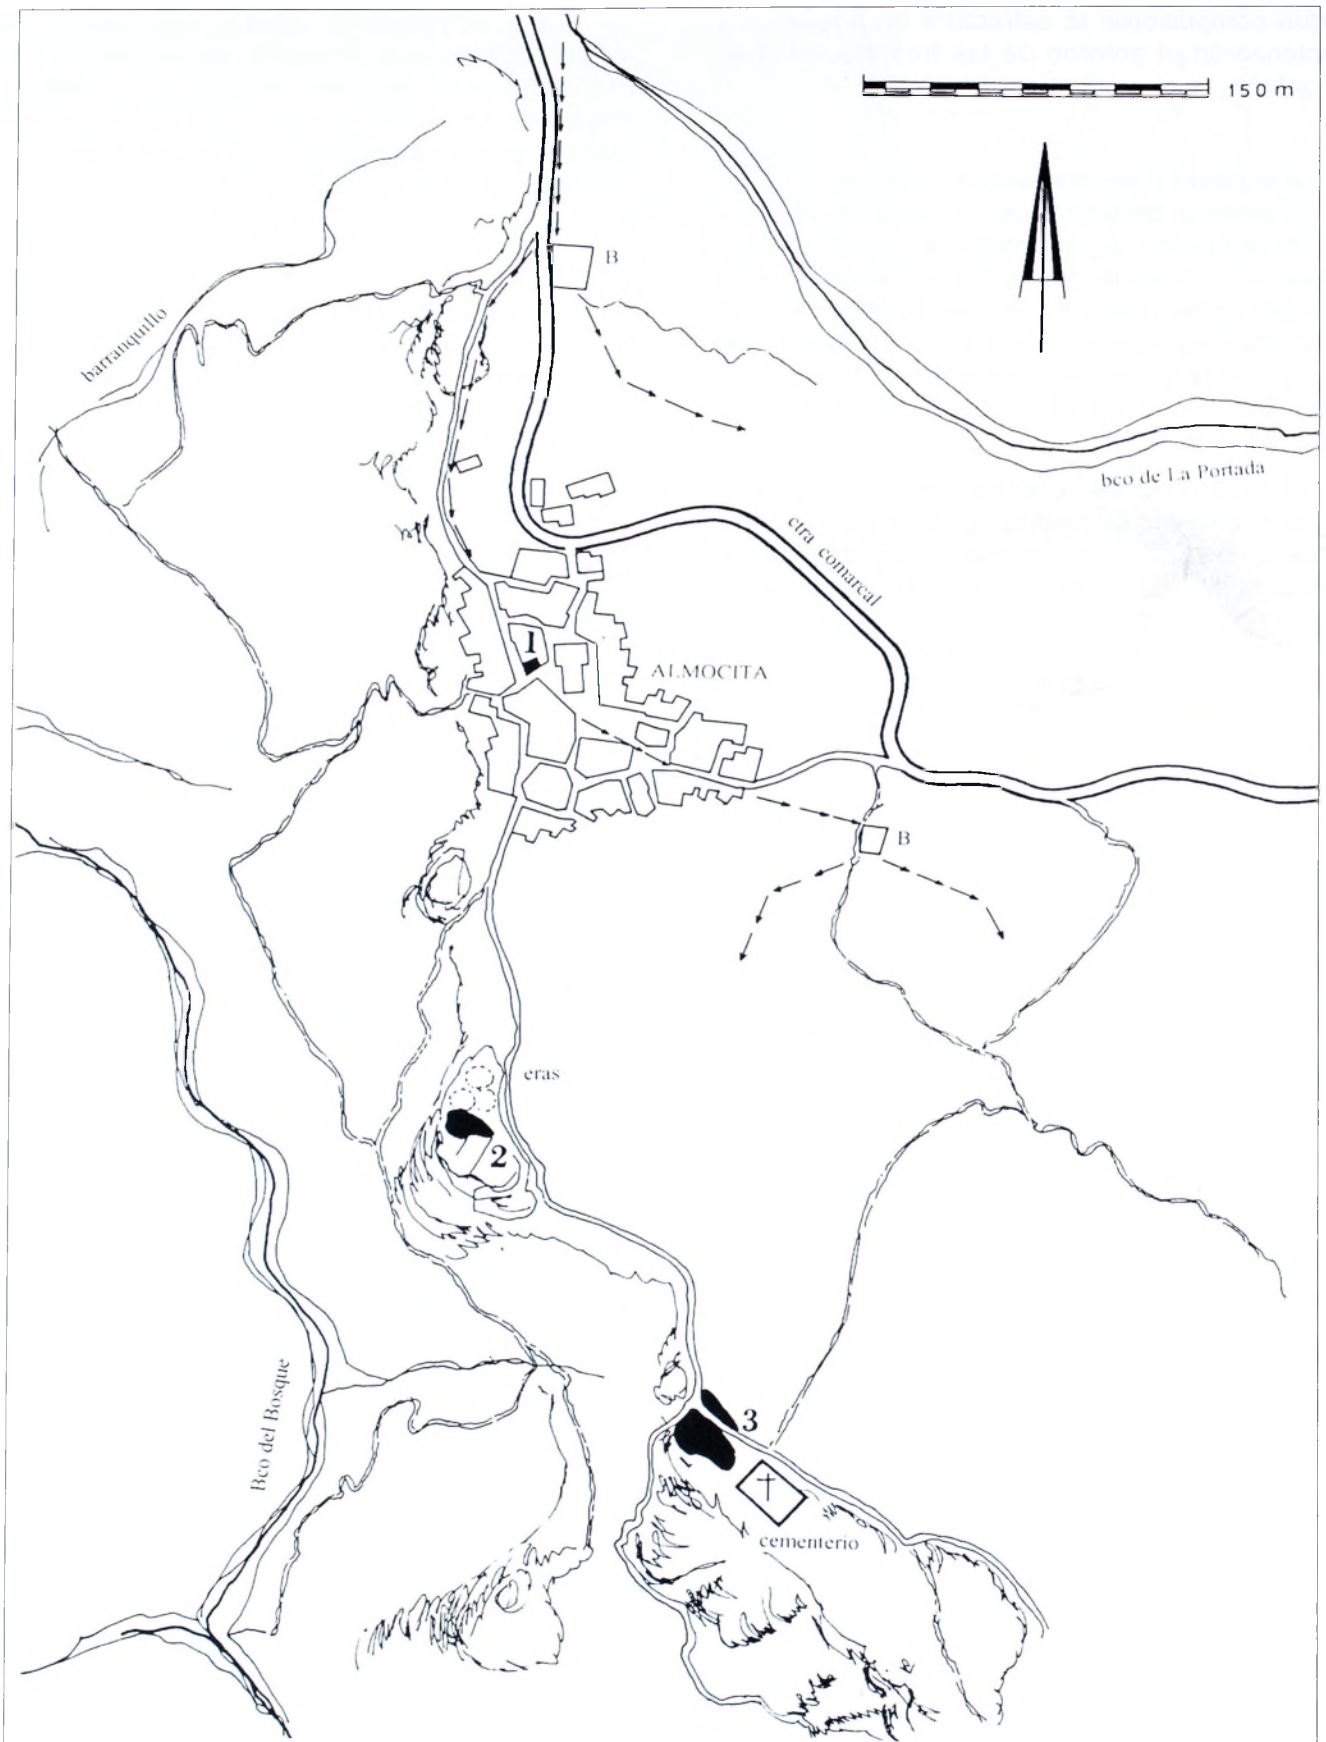 150 m
B
barranquillo
bco de La Portada
ctra comarcal
1
ALMOCITA
B
eras
2
Bco del Bosque
3
cementerio